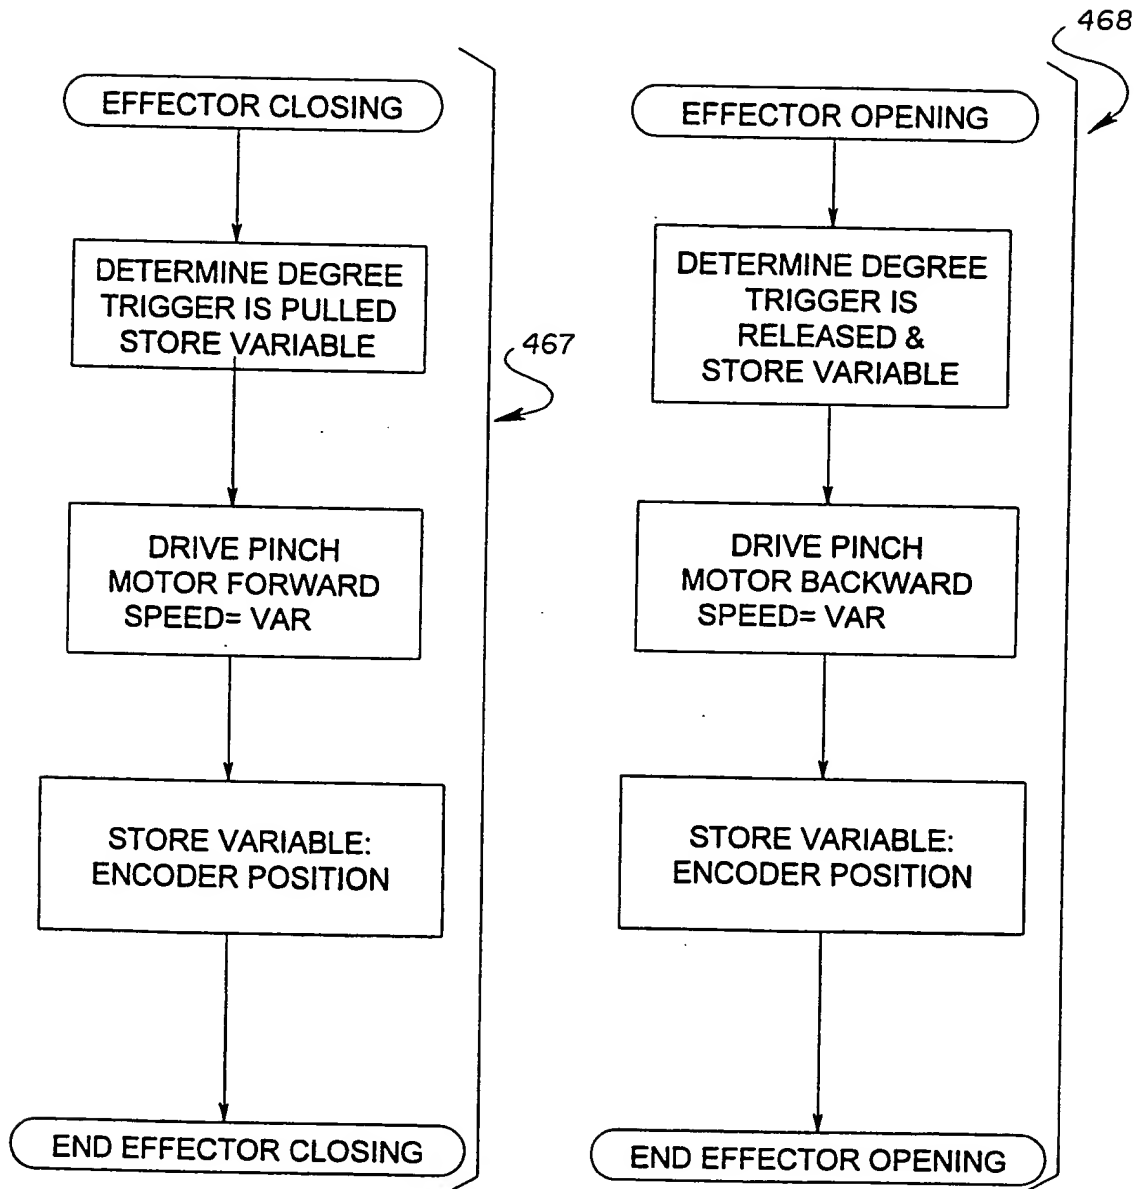 468
EFFECTOR CLOSING
DETERMINE DEGREE
TRIGGER IS PULLED
STORE VARIABLE
467
DRIVE PINCH
MOTOR FORWARD
SPEED= VAR
STORE VARIABLE:
ENCODER POSITION
END EFFECTOR CLOSING
EFFECTOR OPENING
DETERMINE DEGREE
TRIGGER IS
RELEASED &
STORE VARIABLE
DRIVE PINCH
MOTOR BACKWARD
SPEED= VAR
STORE VARIABLE:
ENCODER POSITION
END EFFECTOR OPENING